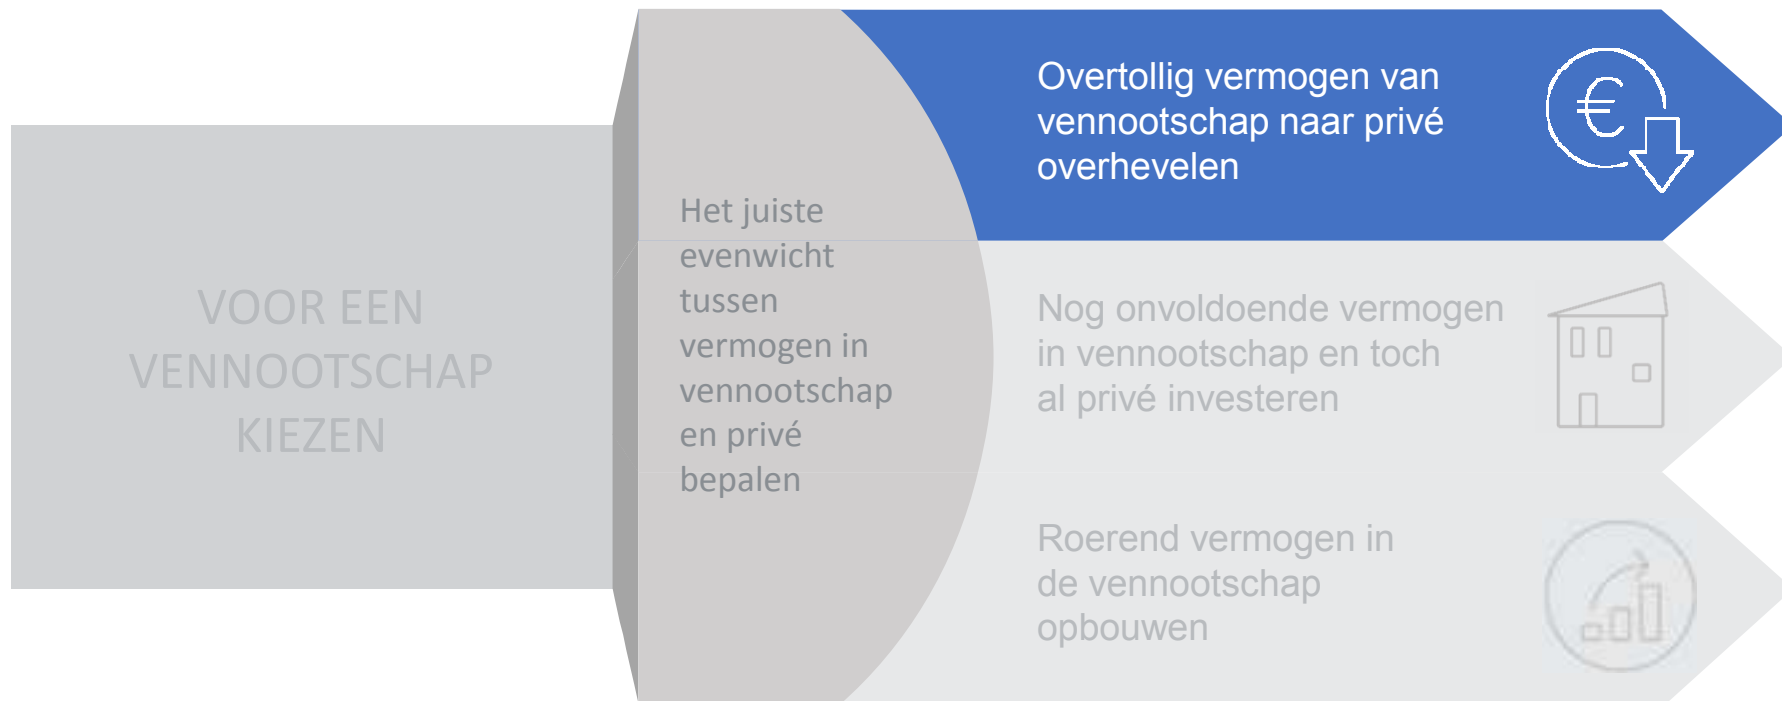 VOOR EEN
VENNOOTSCHAP
KIEZEN
Het juiste
evenwicht
tussen
vermogen in
vennootschap
en privé
bepalen
Overtollig vermogen van
vennootschap naar privé
overhevelen
€
Nog onvoldoende vermogen
in vennootschap en toch
al privé investeren
Roerend vermogen in
de vennootschap
opbouwen